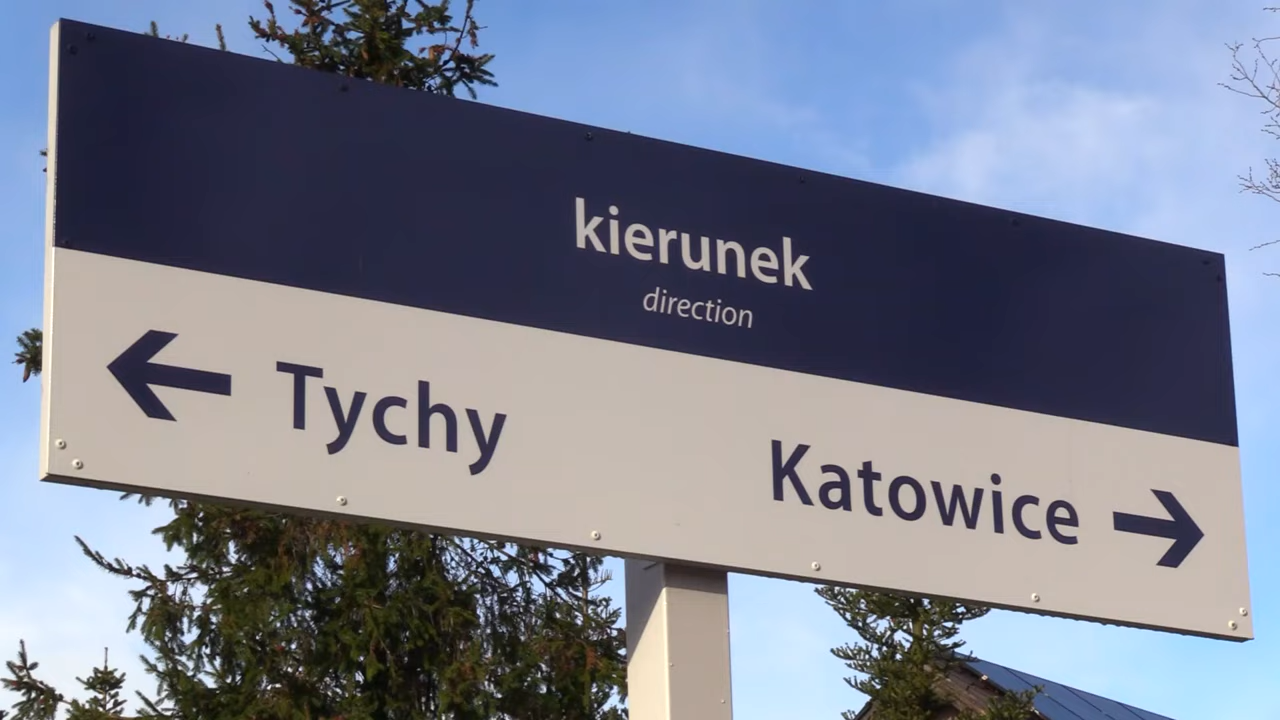 kierunek
direction
← Tychy
Katowice →